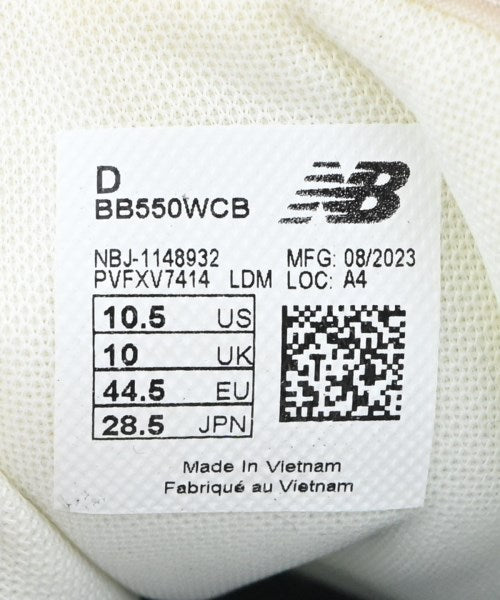 D
BB550WCB
NB
NBJ-1148932 MFG: 08/2023
PVFXV7414 LDM LOC: A4
10.5 US
10 UK
44.5 EU
28.5 JPN
Made In Vietnam
Fabriqué au Vietnam